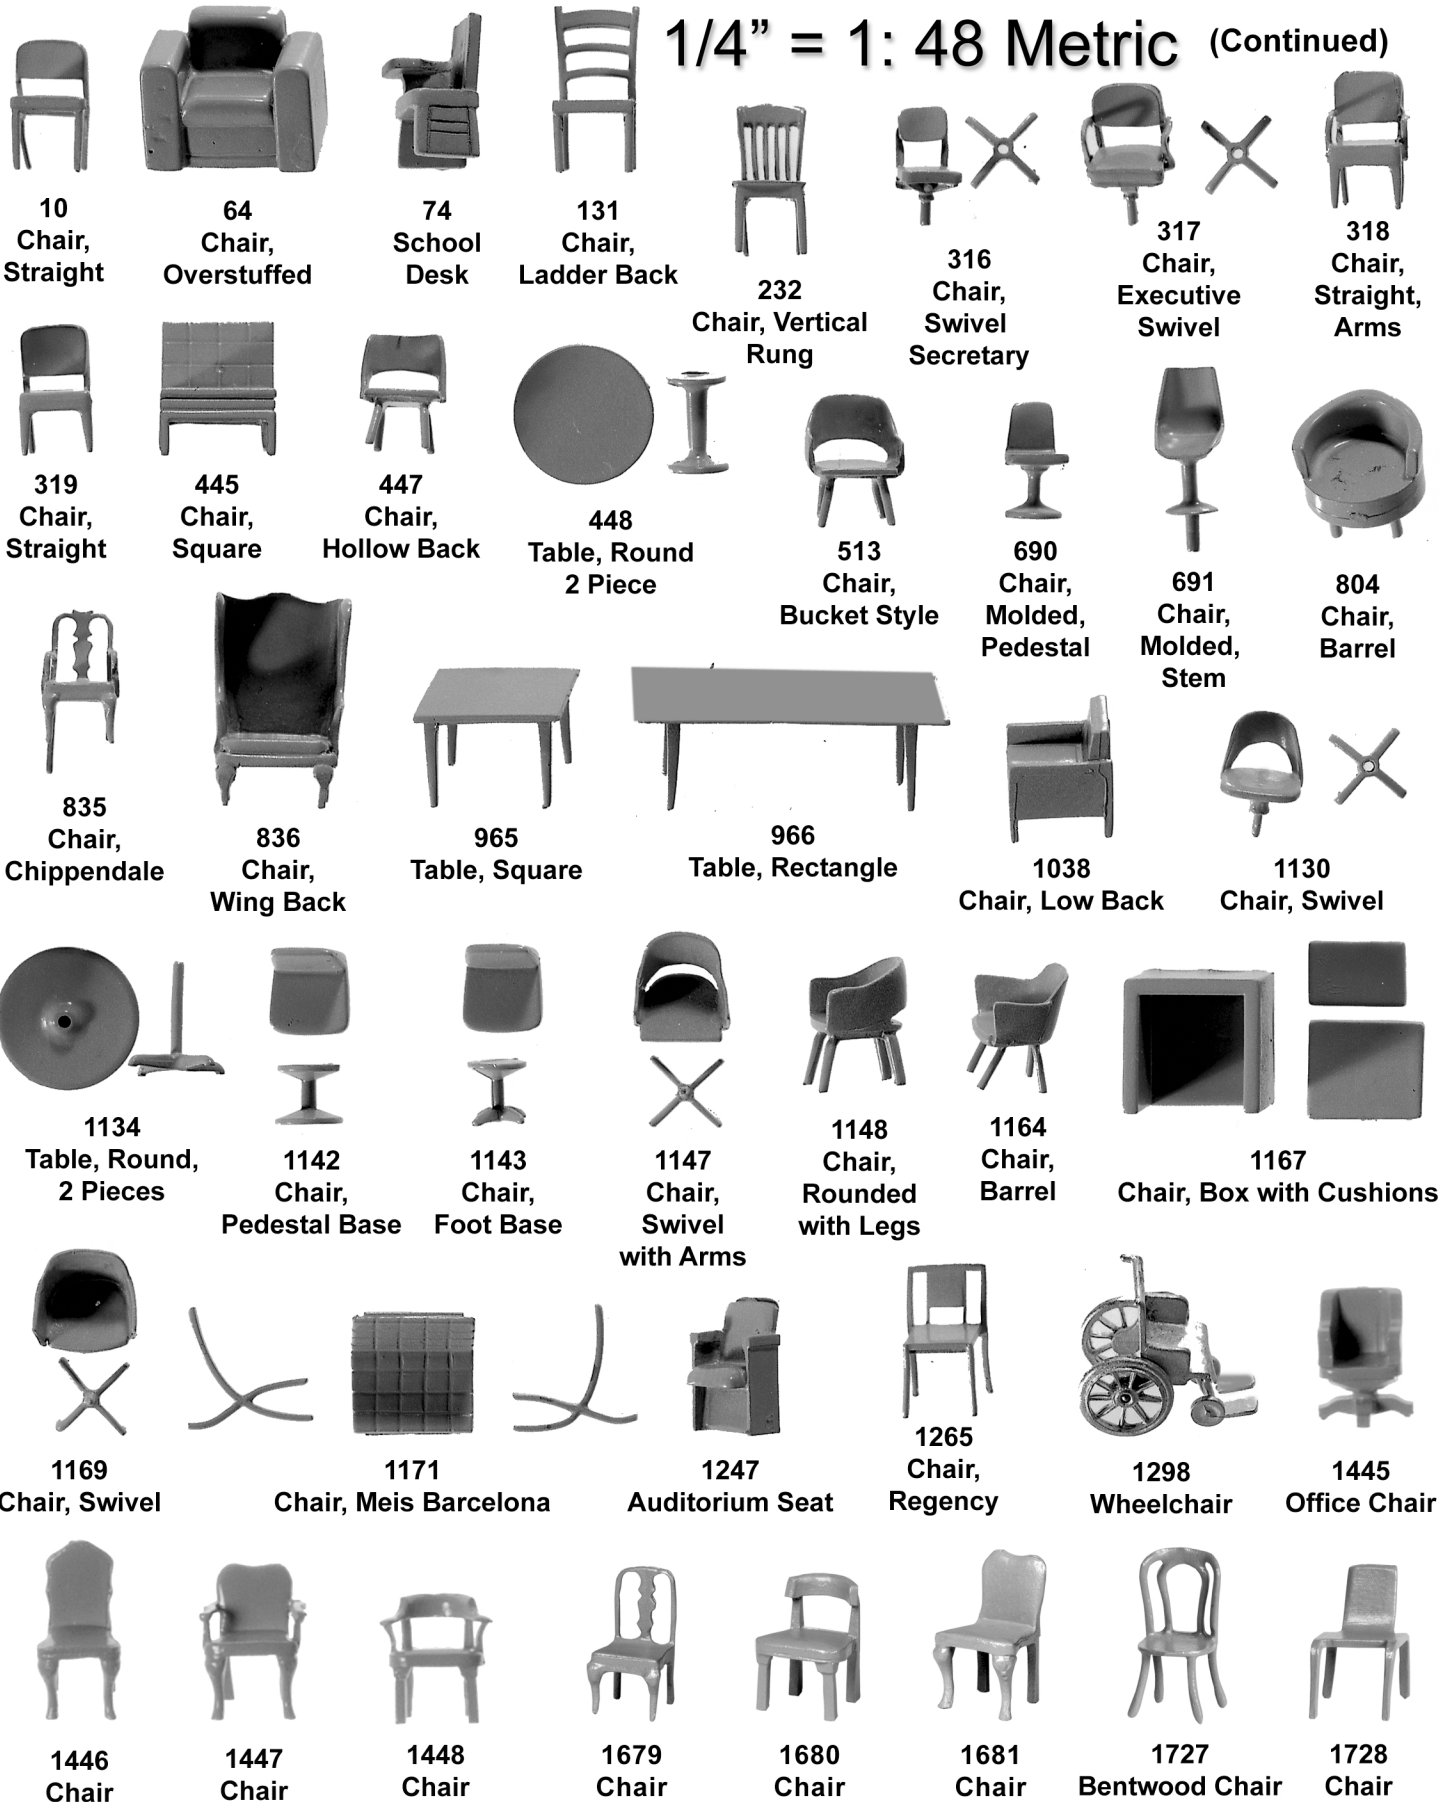 1/4” = 1: 48 Metric (Continued)
10
Chair,
Straight
64
Chair,
Overstuffed
74
School
Desk
131
Chair,
Ladder Back
232
Chair, Vertical
Rung
316
Chair,
Swivel
Secretary
317
Chair,
Executive
Swivel
318
Chair,
Straight,
Arms
319
Chair,
Straight
445
Chair,
Square
447
Chair,
Hollow Back
448
Table, Round
2 Piece
513
Chair,
Bucket Style
690
Chair,
Molded,
Pedestal
691
Chair,
Molded,
Stem
804
Chair,
Barrel
835
Chair,
Chippendale
836
Chair,
Wing Back
965
Table, Square
966
Table, Rectangle
1038
Chair, Low Back
1130
Chair, Swivel
1134
Table, Round,
2 Pieces
1142
Chair,
Pedestal Base
1143
Chair,
Foot Base
1147
Chair,
Swivel
with Arms
1148
Chair,
Rounded
with Legs
1164
Chair,
Barrel
1167
Chair, Box with Cushions
1169
Chair, Swivel
1171
Chair, Meis Barcelona
1247
Auditorium Seat
1265
Chair,
Regency
1298
Wheelchair
1445
Office Chair
1446
Chair
1447
Chair
1448
Chair
1679
Chair
1680
Chair
1681
Chair
1727
Bentwood Chair
1728
Chair